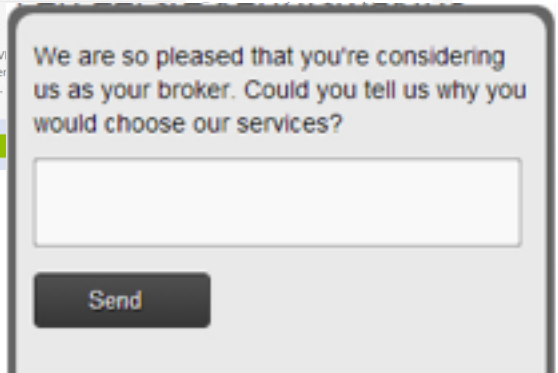 We are so pleased that you're considering
us as your broker. Could you tell us why you
would choose our services?
Send